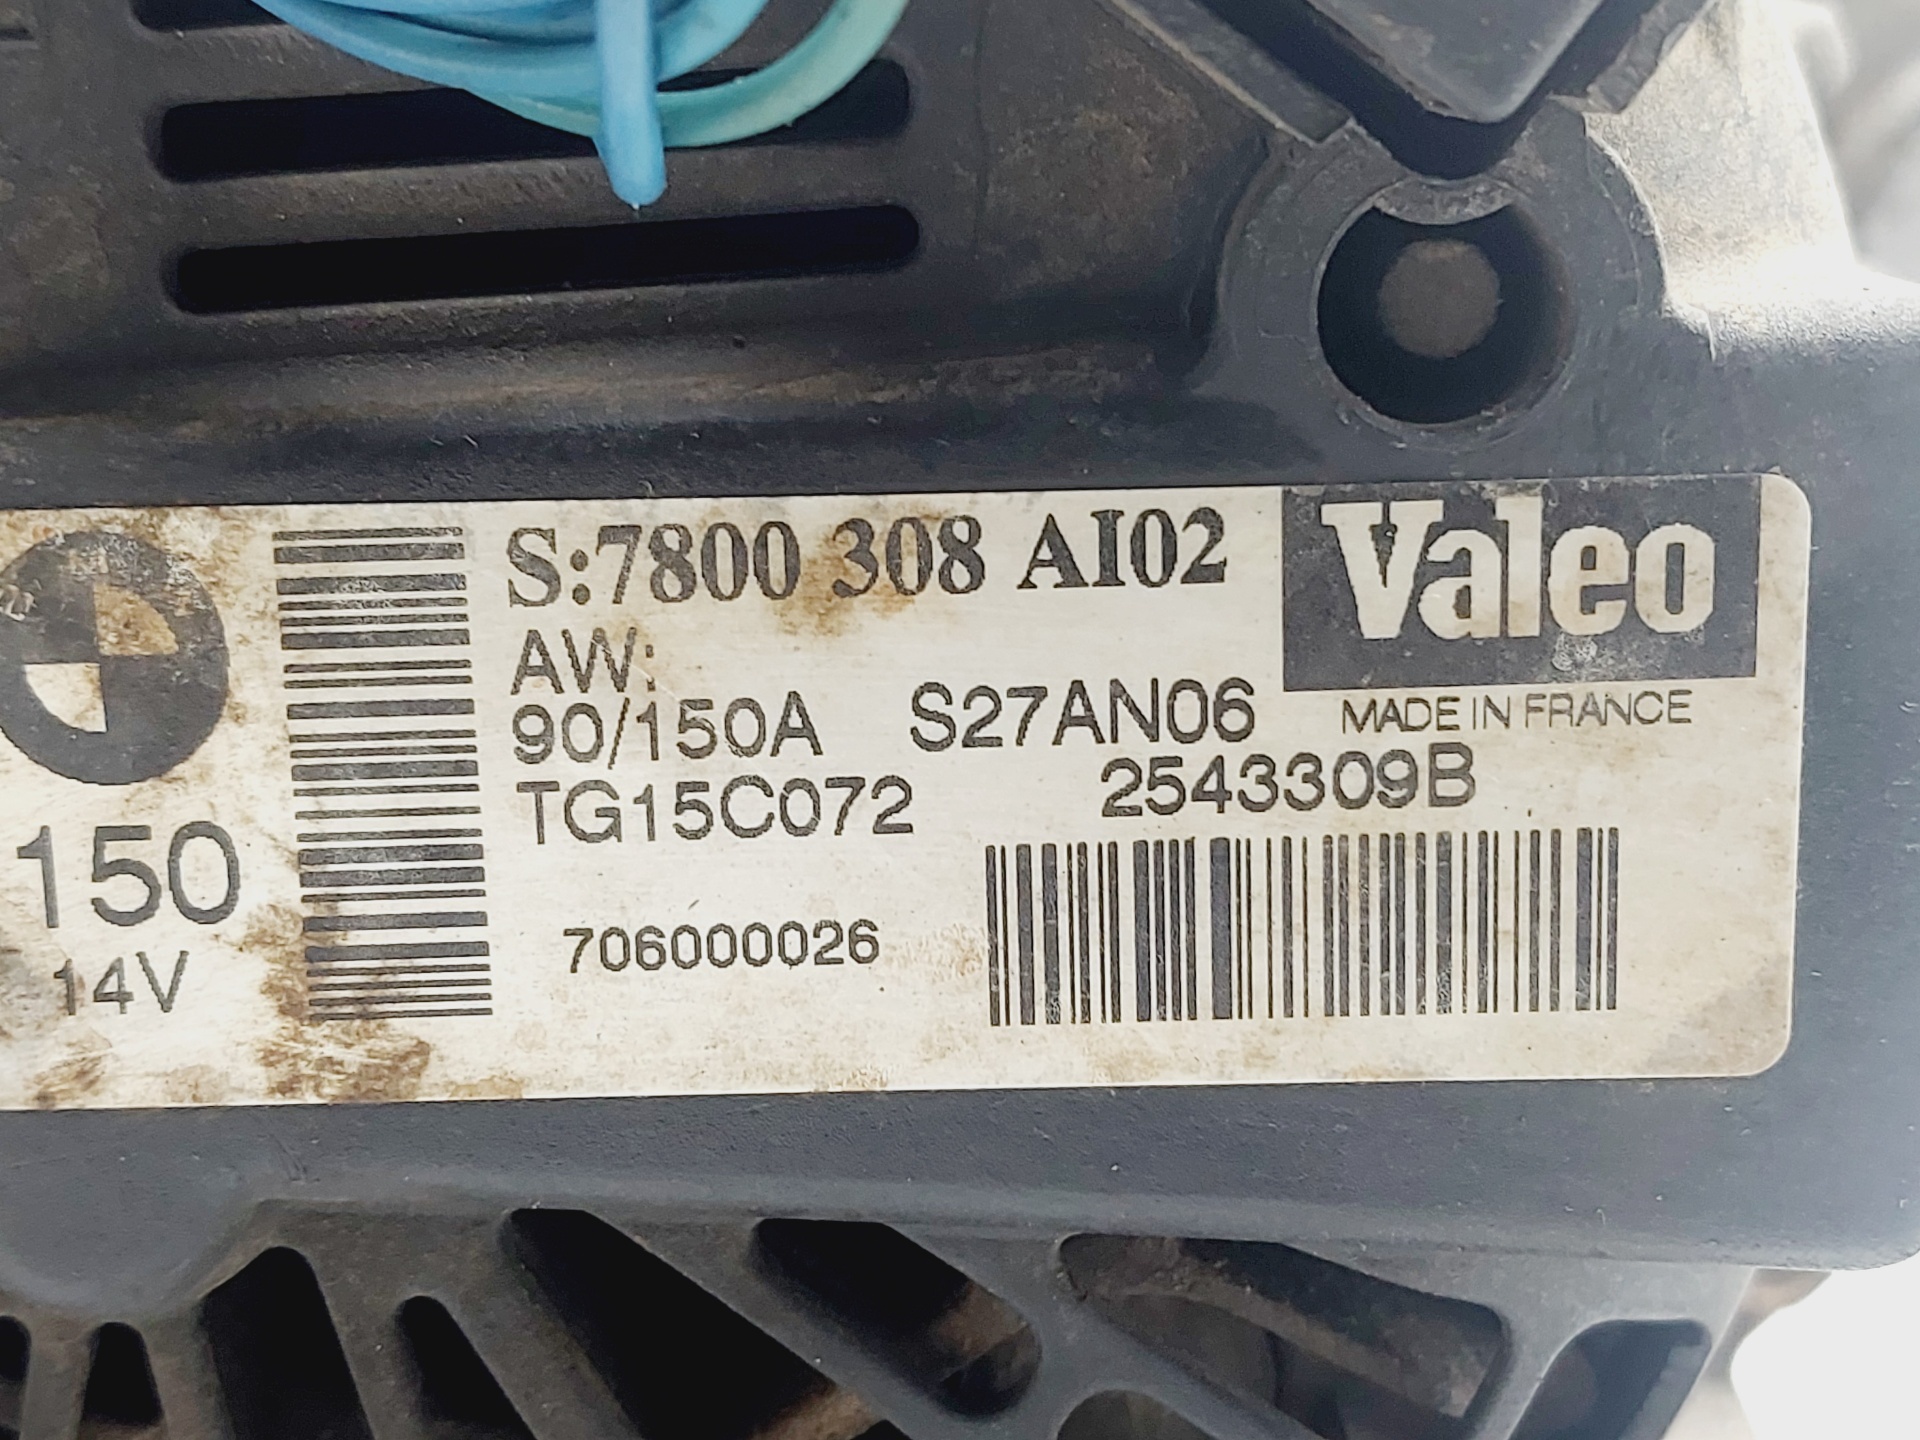 S:7800 308 AI02
Valeo
AW:
90/150A S27AN06
MADE IN FRANCE
TG15C072 2543309B
150
14V
706000026